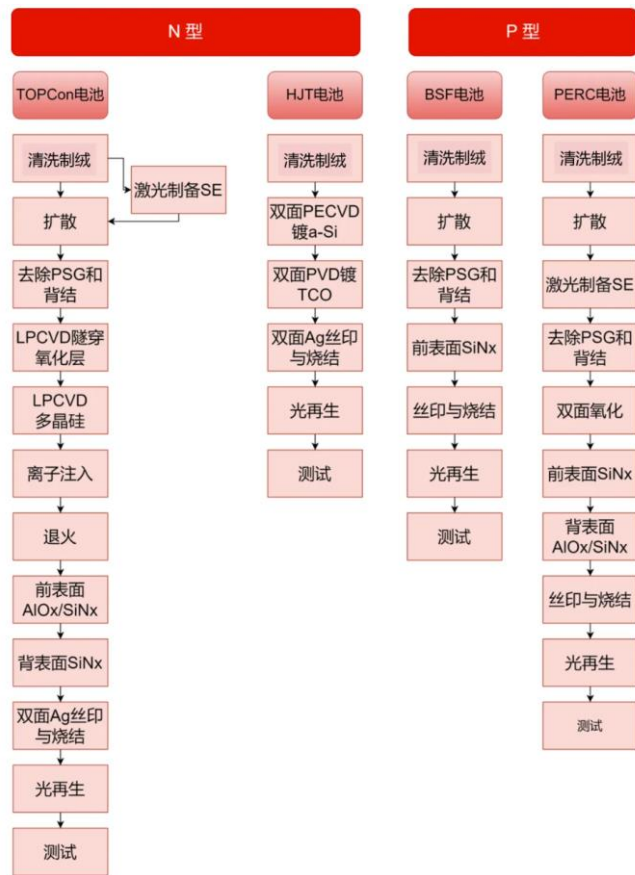 N 型
P 型
TOPCon电池
HJT电池
BSF电池
PERC电池
清洗制绒
激光制备SE
扩散
去除PSG和
背结
LPCVD隧穿
氧化层
LPCVD
多晶硅
离子注入
退火
前表面
AlOx/SiNx
背表面SiNx
双面Ag丝印
与烧结
光再生
测试
清洗制绒
双面PECVD
镀a-Si
双面PVD镀
TCO
双面Ag丝印
与烧结
光再生
测试
清洗制绒
扩散
去除PSG和
背结
前表面SiNx
丝印与烧结
光再生
测试
清洗制绒
扩散
激光制备SE
去除PSG和
背结
双面氧化
前表面SiNx
背表面
AlOx/SiNx
丝印与烧结
光再生
测试